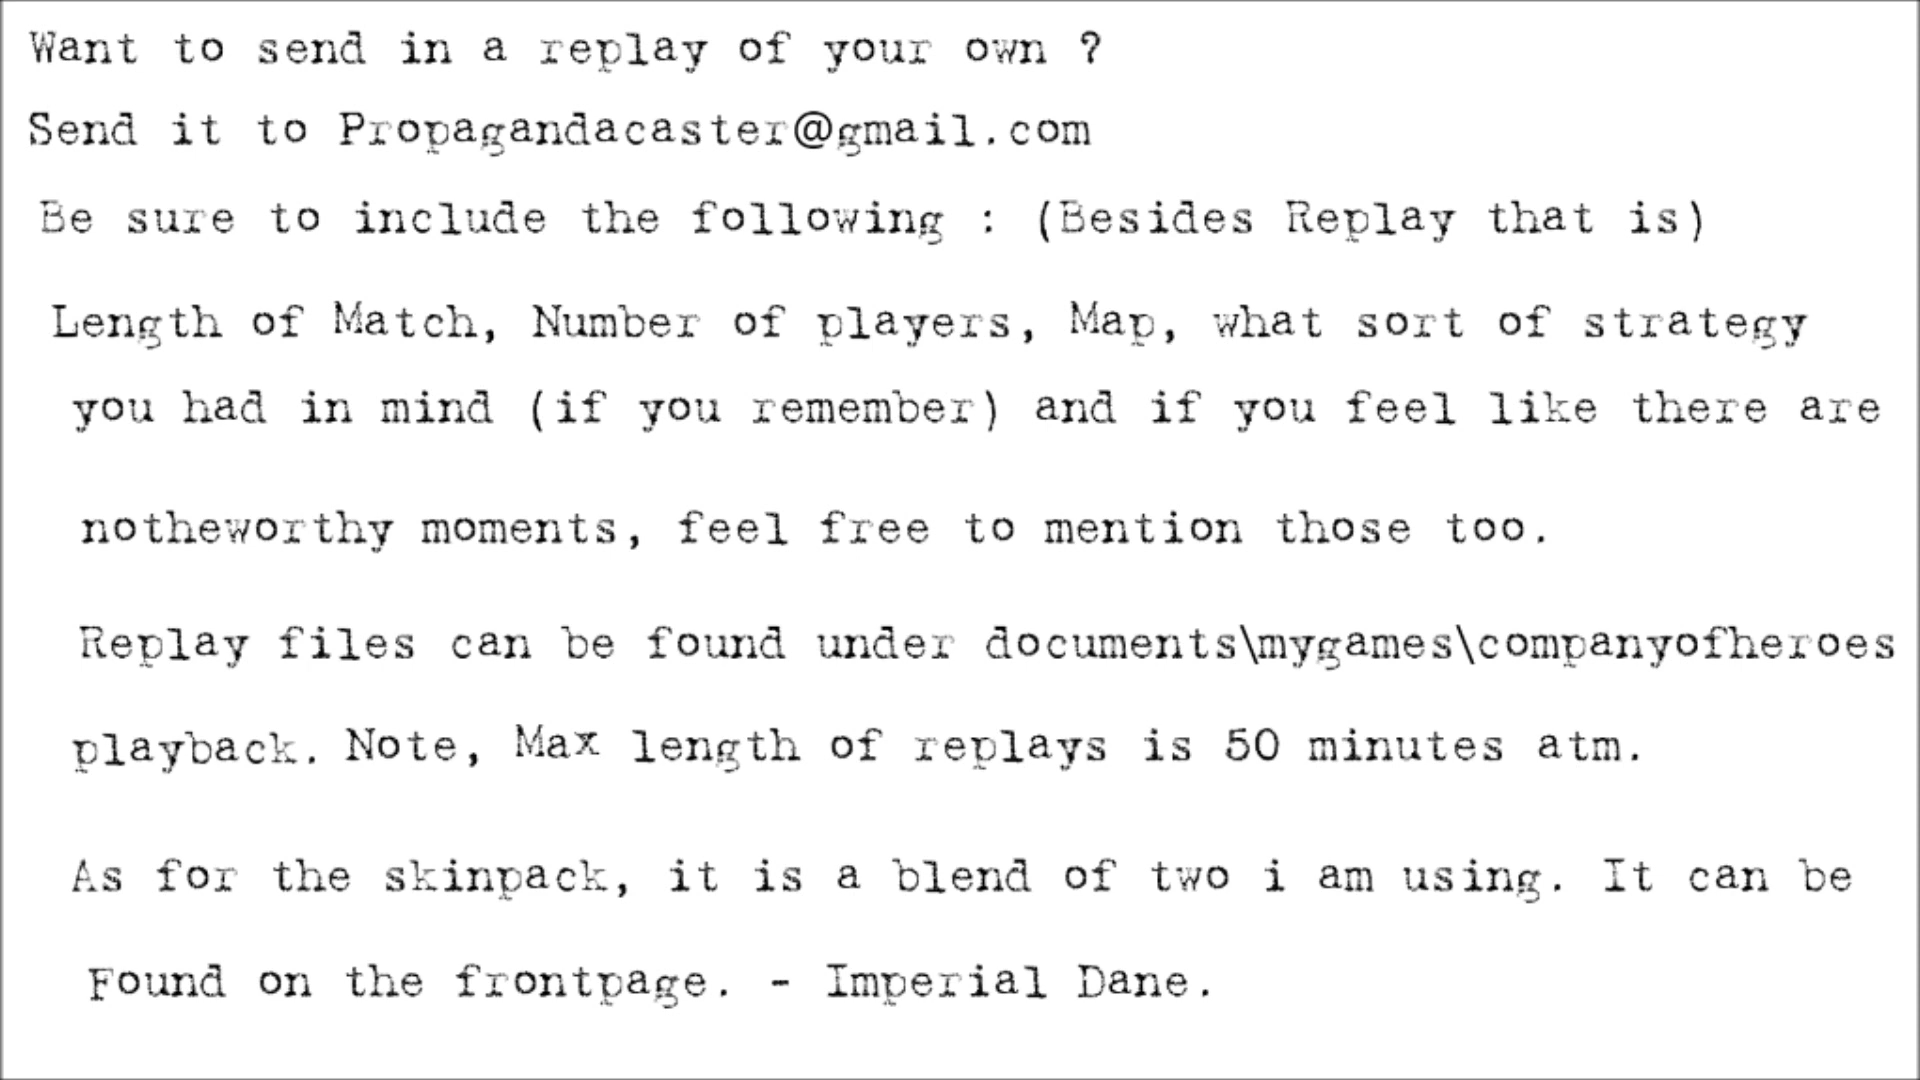 Want to send in a replay of your own ?
Send it to Propagandacaster@gmail.com
Be sure to include the following : (Besides Replay that is)
Length of Match, Number of players, Map, what sort of strategy
you had in mind (if you remember) and if you feel like there are
notheworthy moments, feel free to mention those too.
Replay files can be found under documents\mygames\companyofheroes
playback. Note, Max length of replays is 50 minutes atm.
As for the skinpack, it is a blend of two i am using. It can be
Found on the frontpage. - Imperial Dane.